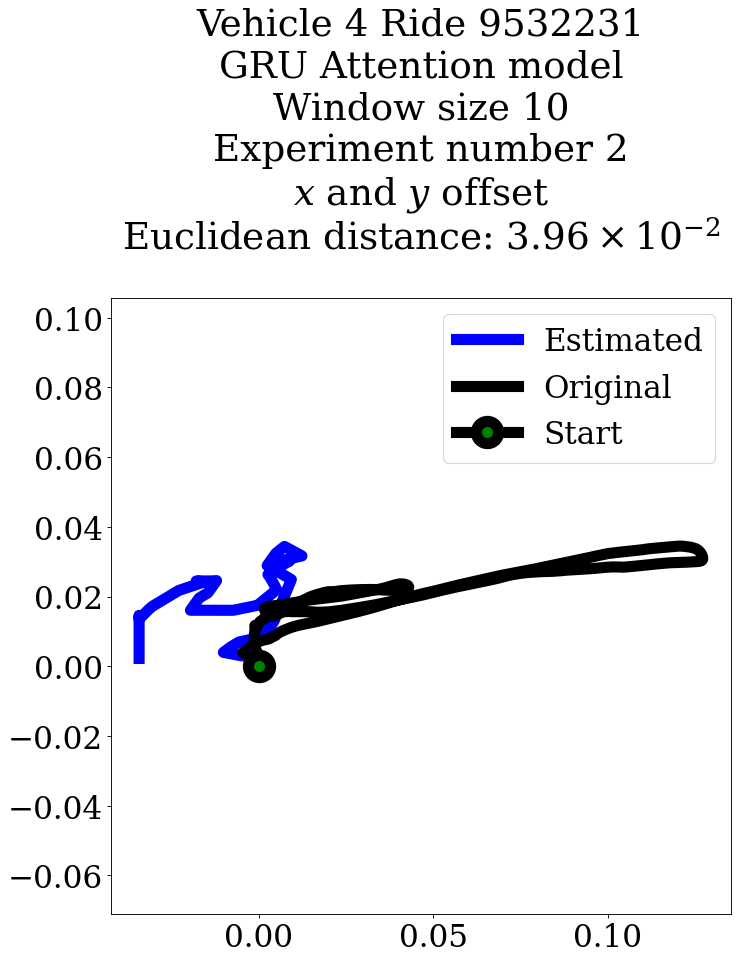 Vehicle 4 Ride 9532231
GRU Attention model
Window size 10
Experiment number 2
x and y offset
Euclidean distance: 3.96 × 10⁻²
Estimated
Original
Start
0.10
0.08
0.06
0.04
0.02
0.00
−0.02
−0.04
−0.06
0.00 0.05 0.10